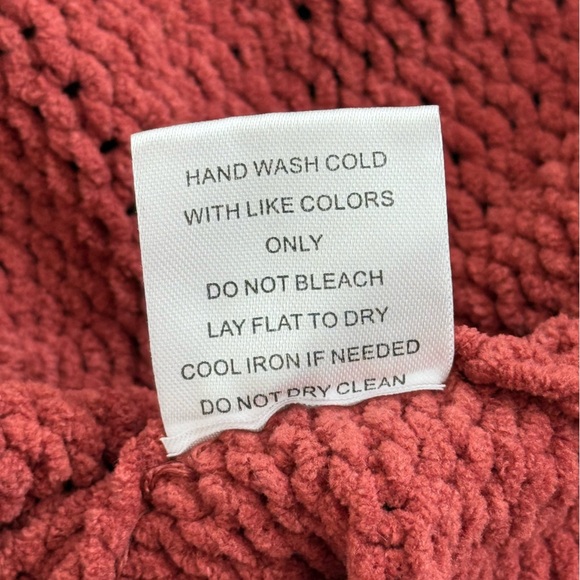 HAND WASH COLD
WITH LIKE COLORS
ONLY
DO NOT BLEACH
LAY FLAT TO DRY
COOL IRON IF NEEDED
DO NOT DRY CLEAN